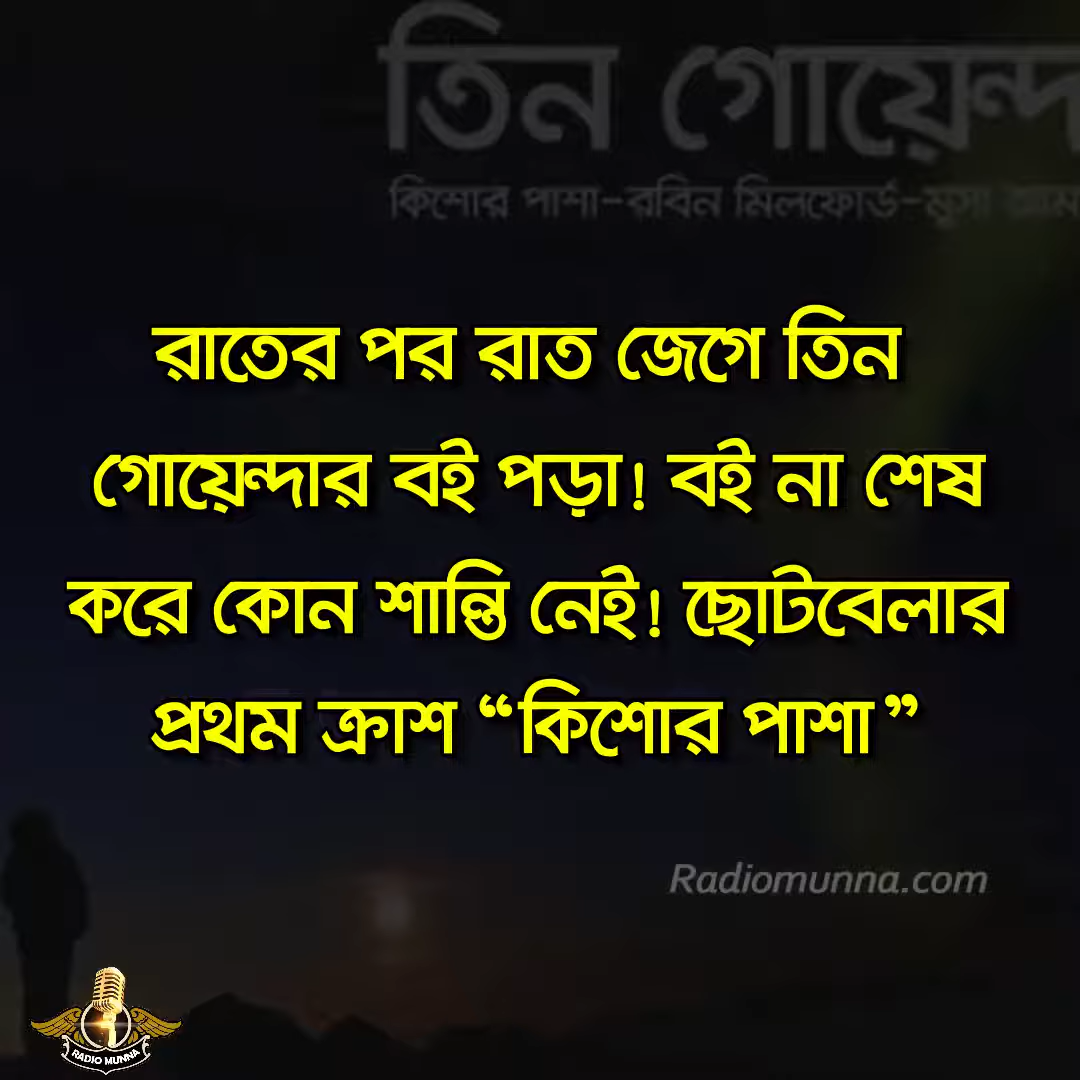 তিন গোয়েন্দা
কিশোর পাশা-রবিন মিলফোর্ড-মুসা
রাতের পর রাত জেগে তিন
গোয়েন্দার বই পড়া! বই না শেষ
করে কোন শান্তি নেই! ছোটবেলার
প্রথম ক্রাশ “কিশোর পাশা”
Radiomunna.com
RADIO MUNNA